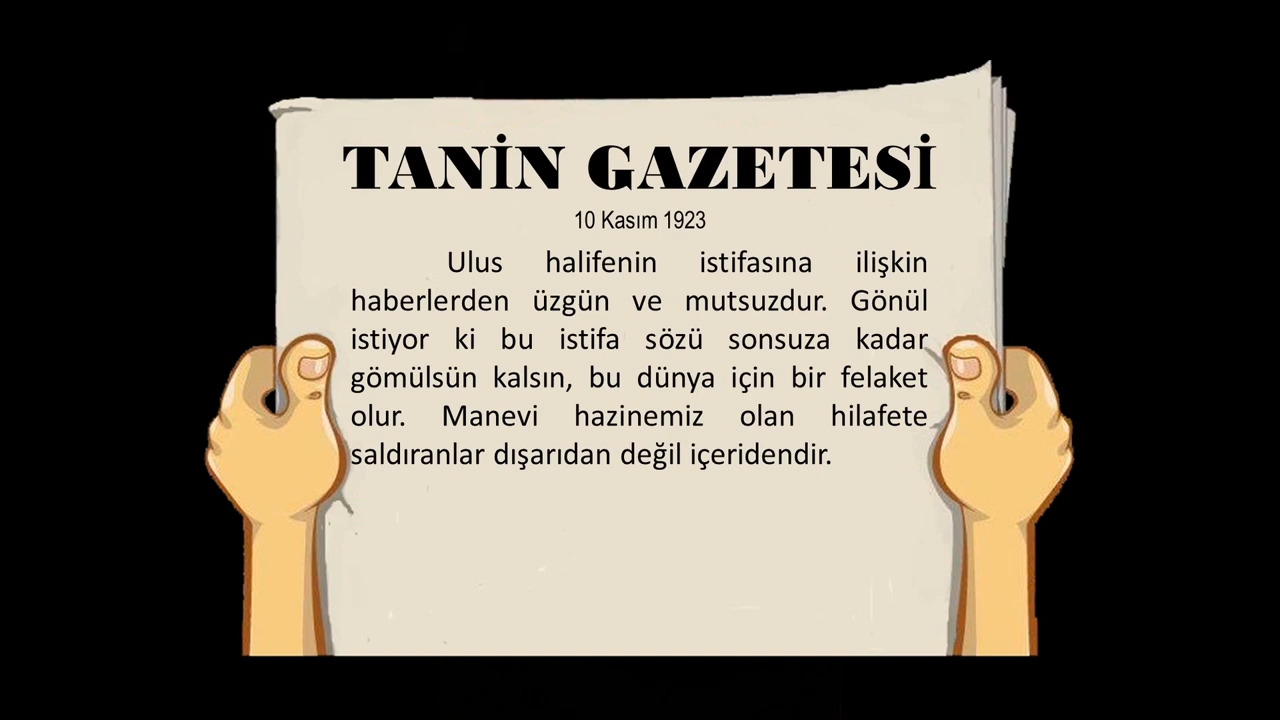 TANİN GAZETESİ
10 Kasım 1923
Ulus halifenin istifasına ilişkin
haberlerden üzgün ve mutsuzdur. Gönül
istiyor ki bu istifa sözü sonsuza kadar
gömülsün kalsın, bu dünya için bir felaket
olur. Manevi hazinemiz olan hilafete
saldıranlar dışarıdan değil içeridendir.